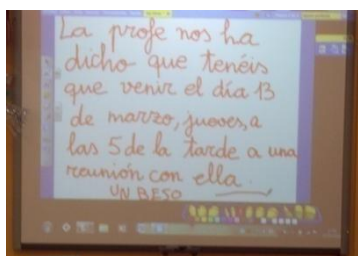 La profe nos ha
dicho que tenéis
que venir el día 13
de marzo, jueves, a
las 5 de la tarde a una
reunión con ella.
UN BESO